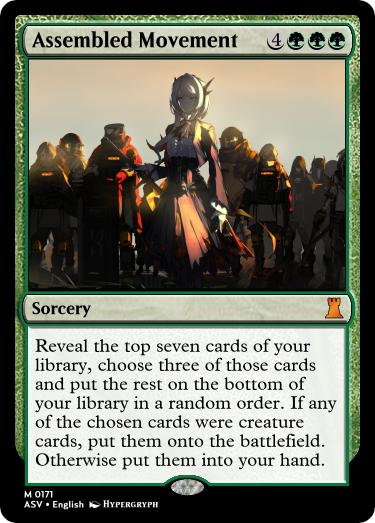 Assembled Movement 4
Sorcery
Reveal the top seven cards of your
library, choose three of those cards
and put the rest on the bottom of
your library in a random order. If any
of the chosen cards were creature
cards, put them onto the battlefield.
Otherwise put them into your hand.
M 0171
ASV • English HYPERGRYPH